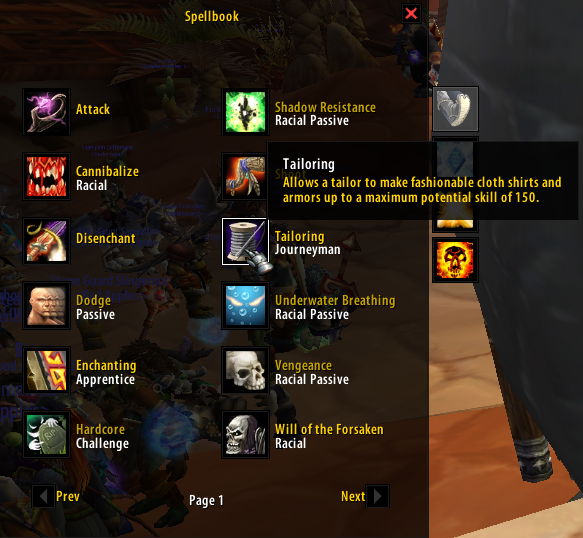 Spellbook
Attack
Shadow Resistance
Racial Passive
Cannibalize
Racial
Shoot
Tailoring
Allows a tailor to make fashionable cloth shirts and
armors up to a maximum potential skill of 150.
Disenchant
Tailoring
Journeyman
Dodge
Passive
Underwater Breathing
Racial Passive
Enchanting
Apprentice
Vengeance
Racial Passive
Hardcore
Challenge
Will of the Forsaken
Racial
Prev
Page 1
Next